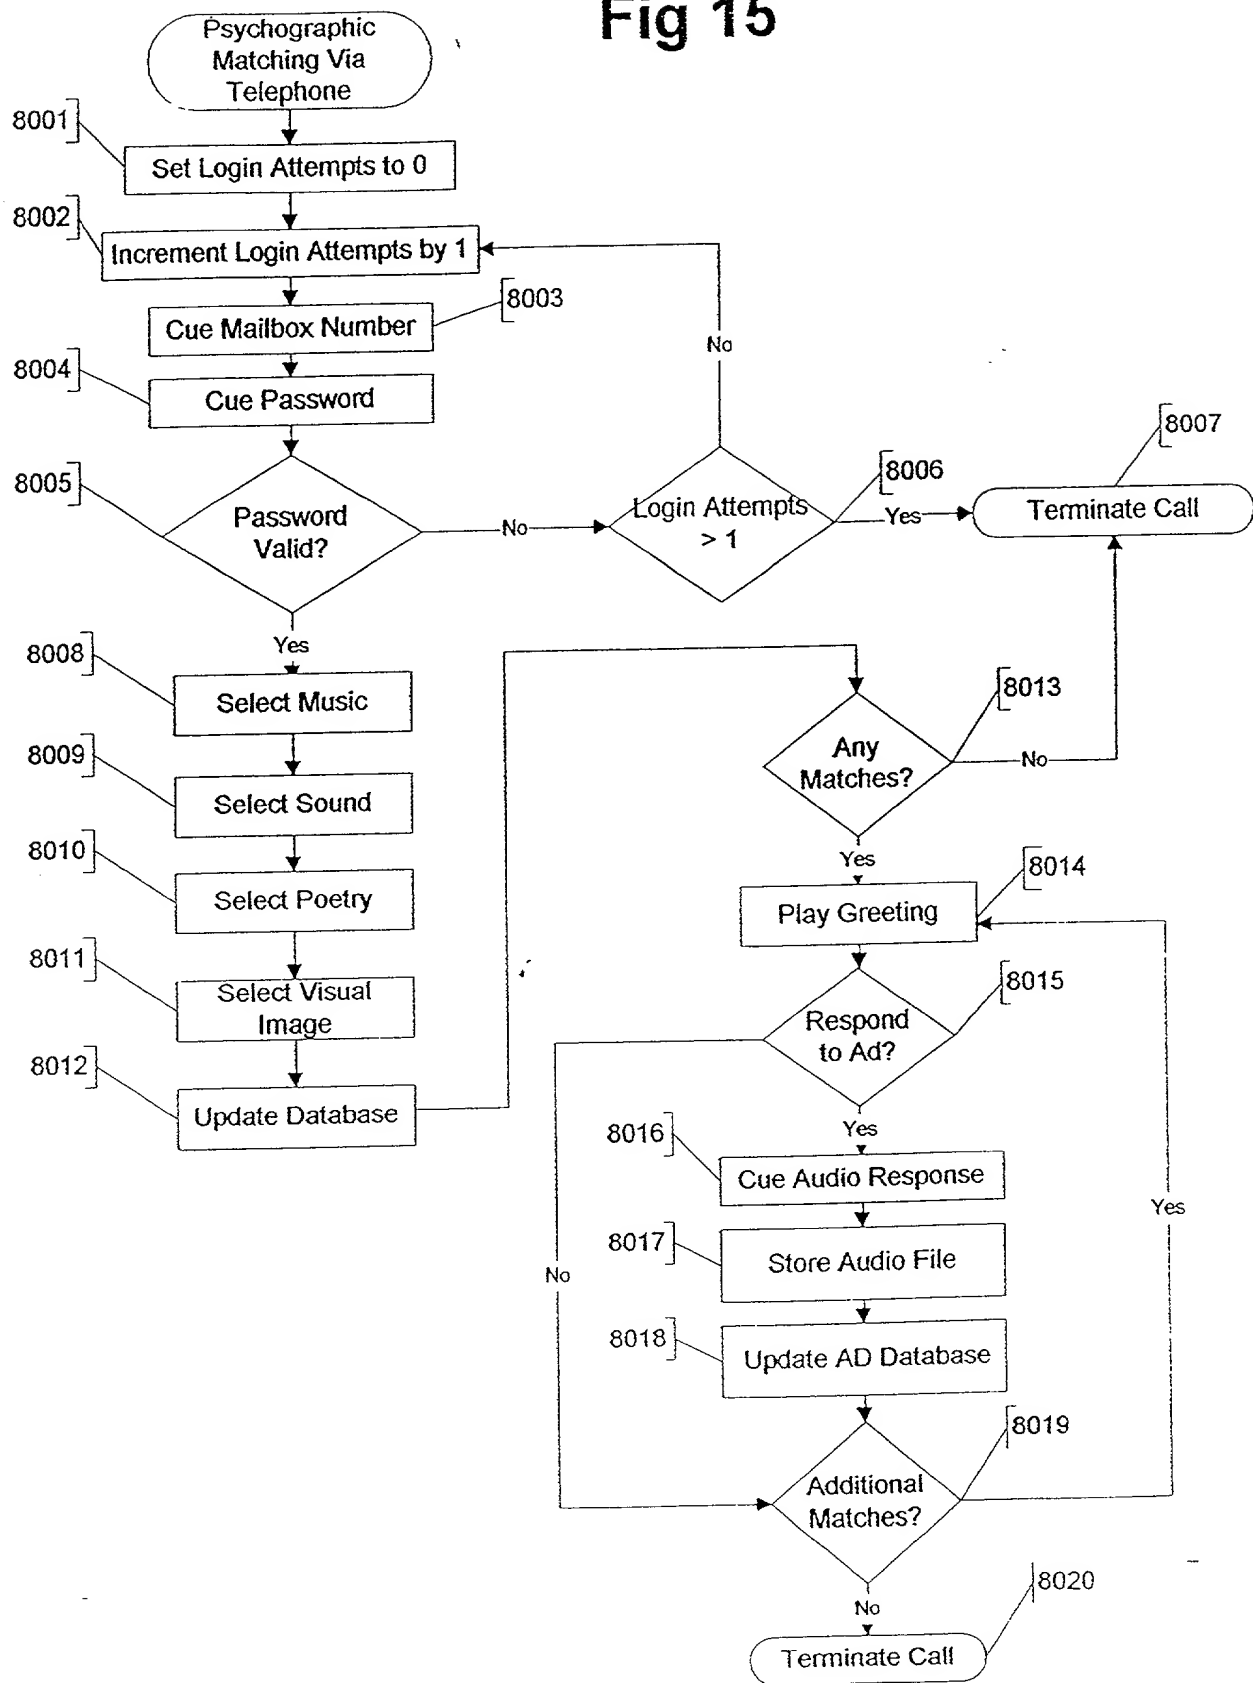 Fig 15
Psychographic
Matching Via
Telephone
8001
Set Login Attempts to 0
8002
Increment Login Attempts by 1
8003
Cue Mailbox Number
No
8004
Cue Password
8007
8005
8006
Password
Valid?
No
Login Attempts
> 1
Yes
Terminate Call
Yes
8008
Select Music
8013
Any
Matches?
No
8009
Select Sound
8010
Yes
8014
Select Poetry
Play Greeting
8011
Select Visual
Image
8015
Respond
to Ad?
8012
Update Database
Yes
8016
Cue Audio Response
Yes
8017
Store Audio File
No
8018
Update AD Database
8019
Additional
Matches?
8020
No
Terminate Call